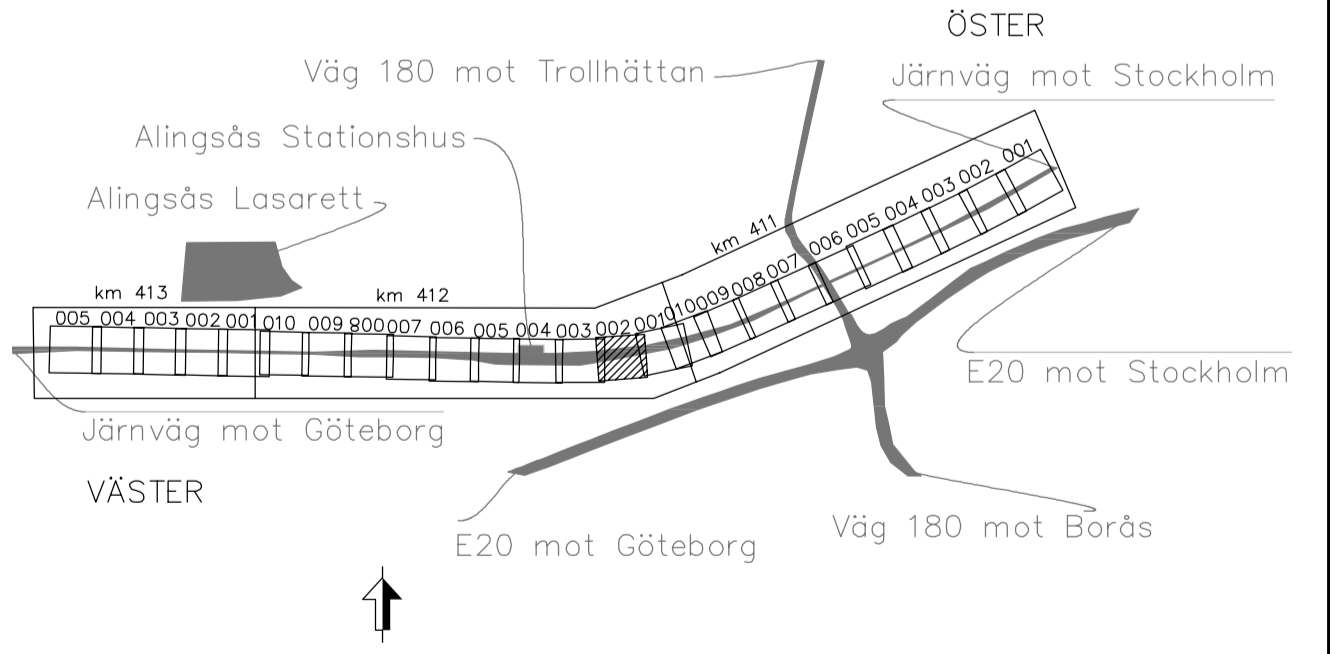 ÖSTER
Väg 180 mot Trollhättan
Järnväg mot Stockholm
Alingsås Stationshus
Alingsås Lasarett
km 411
010 009 008 007 006 005 004 003 002 001
km 413
km 412
005 004 003 002 001 010 009 800 007 006 005 004 003 002 001
E20 mot Stockholm
Järnväg mot Göteborg
VÄSTER
Väg 180 mot Borås
E20 mot Göteborg